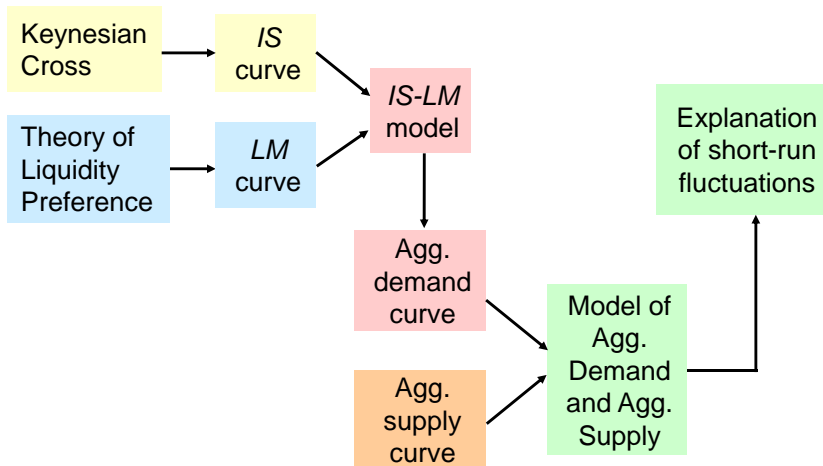 Keynesian
Cross
IS
curve
IS-LM
model
Explanation
of short-run
fluctuations
Theory of
Liquidity
Preference
LM
curve
Agg.
demand
curve
Model of
Agg.
Demand
and Agg.
Supply
Agg.
supply
curve